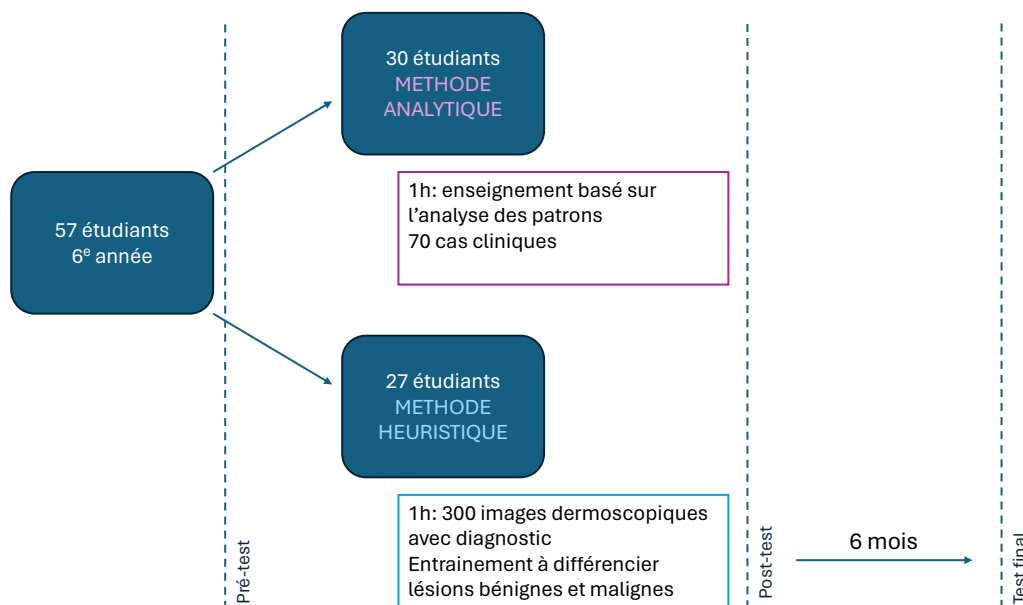 57 étudiants
6e année
30 étudiants
METHODE
ANALYTIQUE
1h: enseignement basé sur
l'analyse des patrons
70 cas cliniques
27 étudiants
METHODE
HEURISTIQUE
1h: 300 images dermoscopiques
avec diagnostic
Entrainement à différencier
lésions bénignes et malignes
Pré-test
Post-test
6 mois
Test final